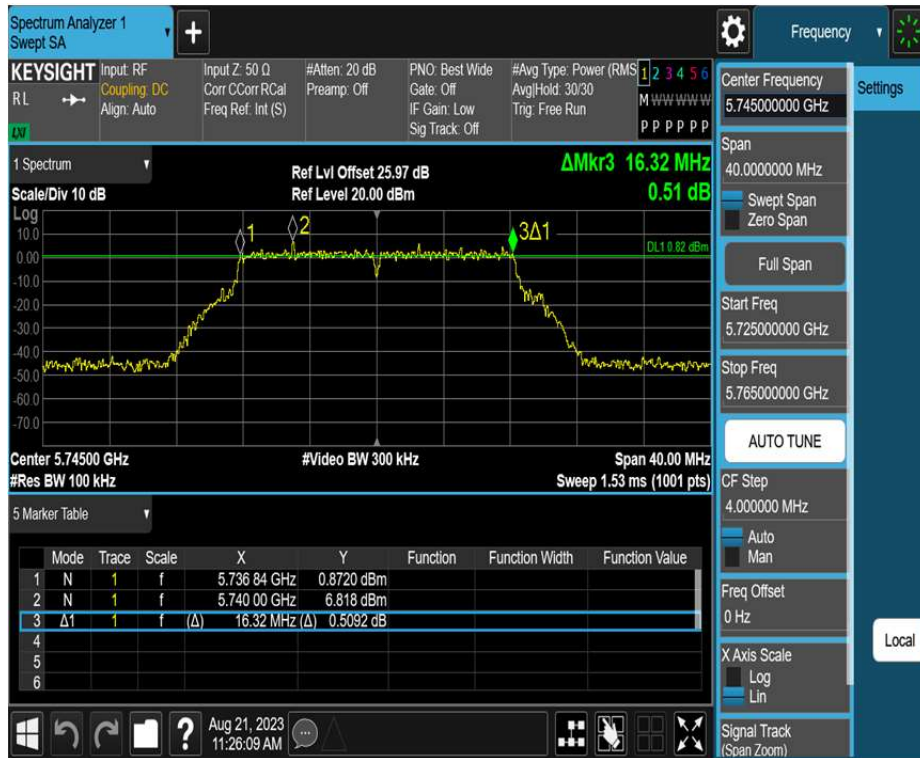 Spectrum Analyzer 1
Swept SA
Frequency
Settings
KEYSIGHT
RL
LXI
Input: RF
Coupling: DC
Align: Auto
Input Z: 50 Ω
Corr CCorr RCal
Freq Ref: Int (S)
#Atten: 20 dB
Preamp: Off
PNO: Best Wide
Gate: Off
IF Gain: Low
Sig Track: Off
#Avg Type: Power (RMS
Avg|Hold: 30/30
Trig: Free Run
1 2 3 4 5 6
M W W W W W
P P P P P P
1 Spectrum
Scale/Div 10 dB
Ref Lvl Offset 25.97 dB
Ref Level 20.00 dBm
ΔMkr3 16.32 MHz
0.51 dB
Log
10.0
0.00
-10.0
-20.0
-30.0
-40.0
-50.0
-60.0
-70.0
1
2
3Δ1
DL1 0.82 dBm
Center 5.74500 GHz
#Res BW 100 kHz
#Video BW 300 kHz
Span 40.00 MHz
Sweep 1.53 ms (1001 pts)
5 Marker Table
Mode Trace Scale X Y Function Function Width Function Value
1 N 1 f 5.736 84 GHz 0.8720 dBm
2 N 1 f 5.740 00 GHz 6.818 dBm
3 Δ1 1 f (Δ) 16.32 MHz (Δ) 0.5092 dB
4
5
6
Aug 21, 2023
11:26:09 AM
Center Frequency
5.745000000 GHz
Span
40.0000000 MHz
Swept Span
Zero Span
Full Span
Start Freq
5.725000000 GHz
Stop Freq
5.765000000 GHz
AUTO TUNE
CF Step
4.000000 MHz
Auto
Man
Freq Offset
0 Hz
X Axis Scale
Log
Lin
Signal Track
(Span Zoom)
Local